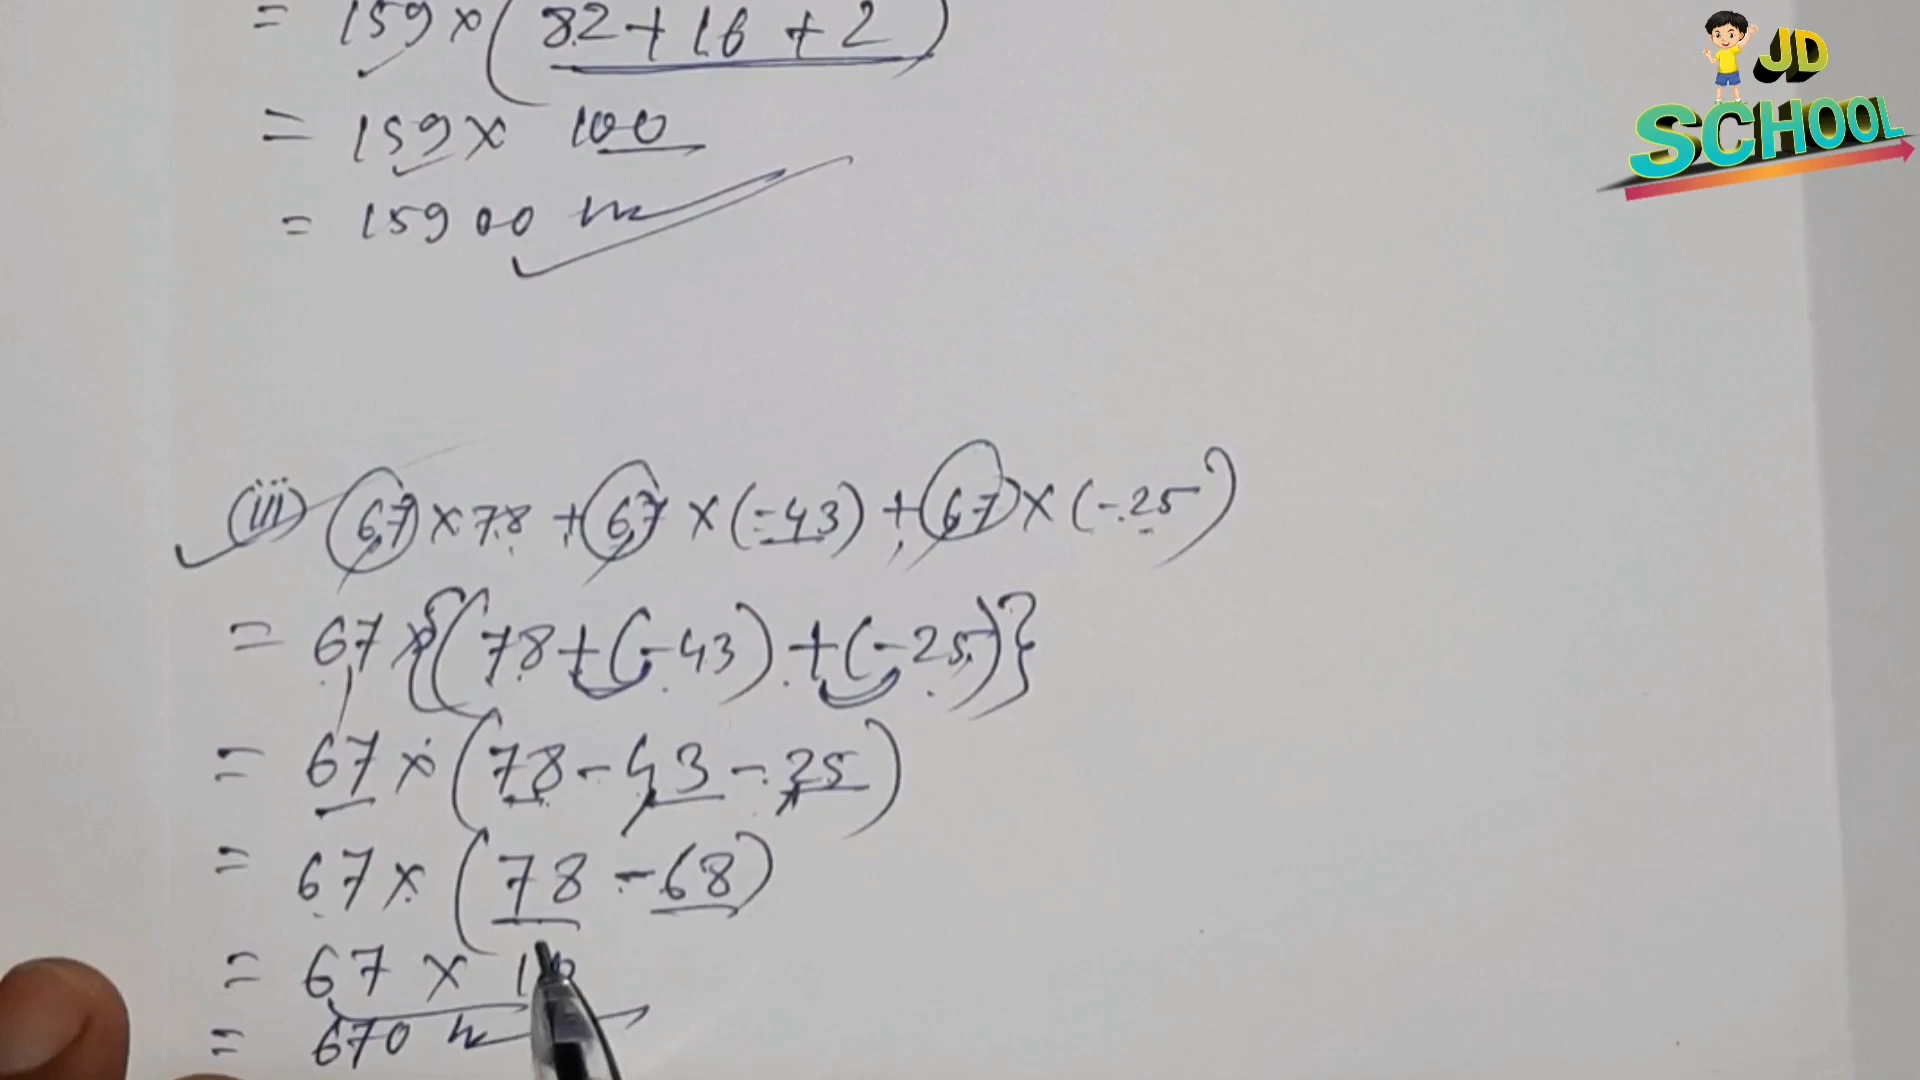 = 159 × (82 + 16 + 2)
= 159 × 100
= 15900
JD
SCHOOL
(iii) 67 × 78 + 67 × (-43) + 67 × (-25)
= 67 × {(78 + (-43) + (-25)}
= 67 × (78 - 43 - 25)
= 67 × (78 - 68)
= 67 × 10
= 670